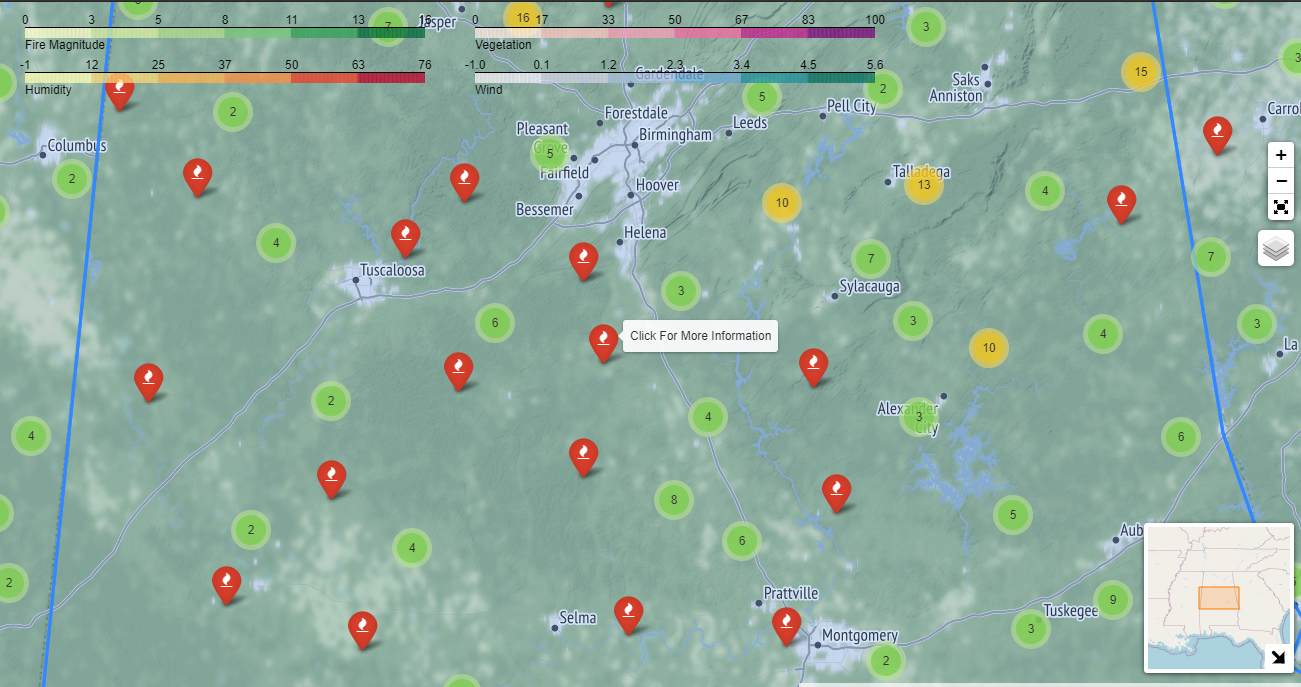 0 3 5 8 11 13 16
Fire Magnitude
-1 12 25 37 50 63 76
Humidity
0 17 33 50 67 83 100
Vegetation
-1.0 0.1 1.2 2.3 3.4 4.5 5.6
Wind
7
Jasper
16
3
Gardendale
15
3
Saks
Anniston
2
5
2
Pell City
Forestdale
Leeds
Carrol
Pleasant
Grove
Birmingham
Columbus
5
Fairfield
+
−
2
Talladega
13
4
Hoover
10
Bessemer
Helena
4
7
7
Tuscaloosa
Sylacauga
3
6
3
3
Click For More Information
4
10
La
2
Alexander
City
3
4
4
6
8
5
2
6
Aub
4
2
Prattville
9
Tuskegee
Selma
3
Montgomery
2